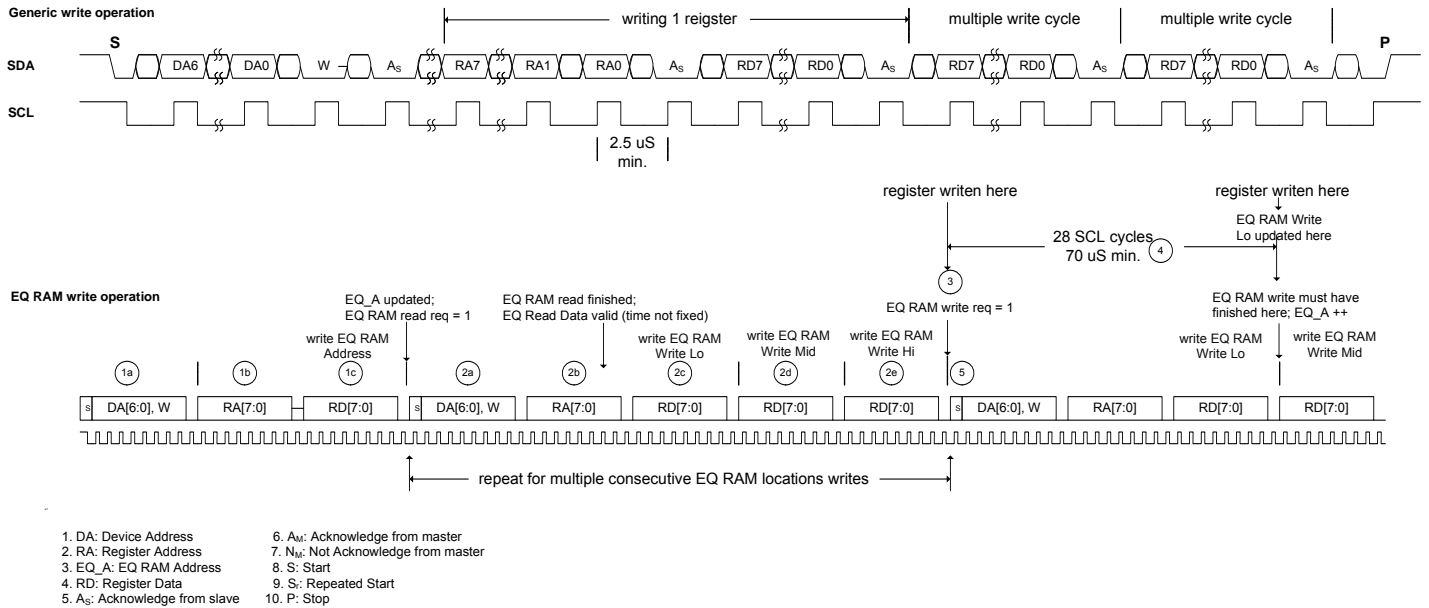 Generic write operation
writing 1 reigster
multiple write cycle
multiple write cycle
S
P
SDA
DA6
DA0
W
As
RA7
RA1
RA0
As
RD7
RD0
As
RD7
RD0
As
RD7
RD0
As
SCL
2.5 uS
min.
register writen here
register writen here
EQ RAM Write
Lo updated here
28 SCL cycles
70 uS min.
4
3
EQ RAM write operation
EQ_A updated;
EQ RAM read req = 1
EQ RAM read finished;
EQ Read Data valid (time not fixed)
EQ RAM write req = 1
EQ RAM write must have
finished here; EQ_A ++
write EQ RAM
Address
write EQ RAM
Write Lo
write EQ RAM
Write Mid
write EQ RAM
Write Hi
write EQ RAM
Write Lo
write EQ RAM
Write Mid
1a
1b
1c
2a
2b
2c
2d
2e
5
S
DA[6:0], W
RA[7:0]
RD[7:0]
S
DA[6:0], W
RA[7:0]
RD[7:0]
RD[7:0]
RD[7:0]
S
DA[6:0], W
RA[7:0]
RD[7:0]
RD[7:0]
repeat for multiple consecutive EQ RAM locations writes
1. DA: Device Address
2. RA: Register Address
3. EQ_A: EQ RAM Address
4. RD: Register Data
5. As: Acknowledge from slave
6. AM: Acknowledge from master
7. NM: Not Acknowledge from master
8. S: Start
9. Sr: Repeated Start
10. P: Stop